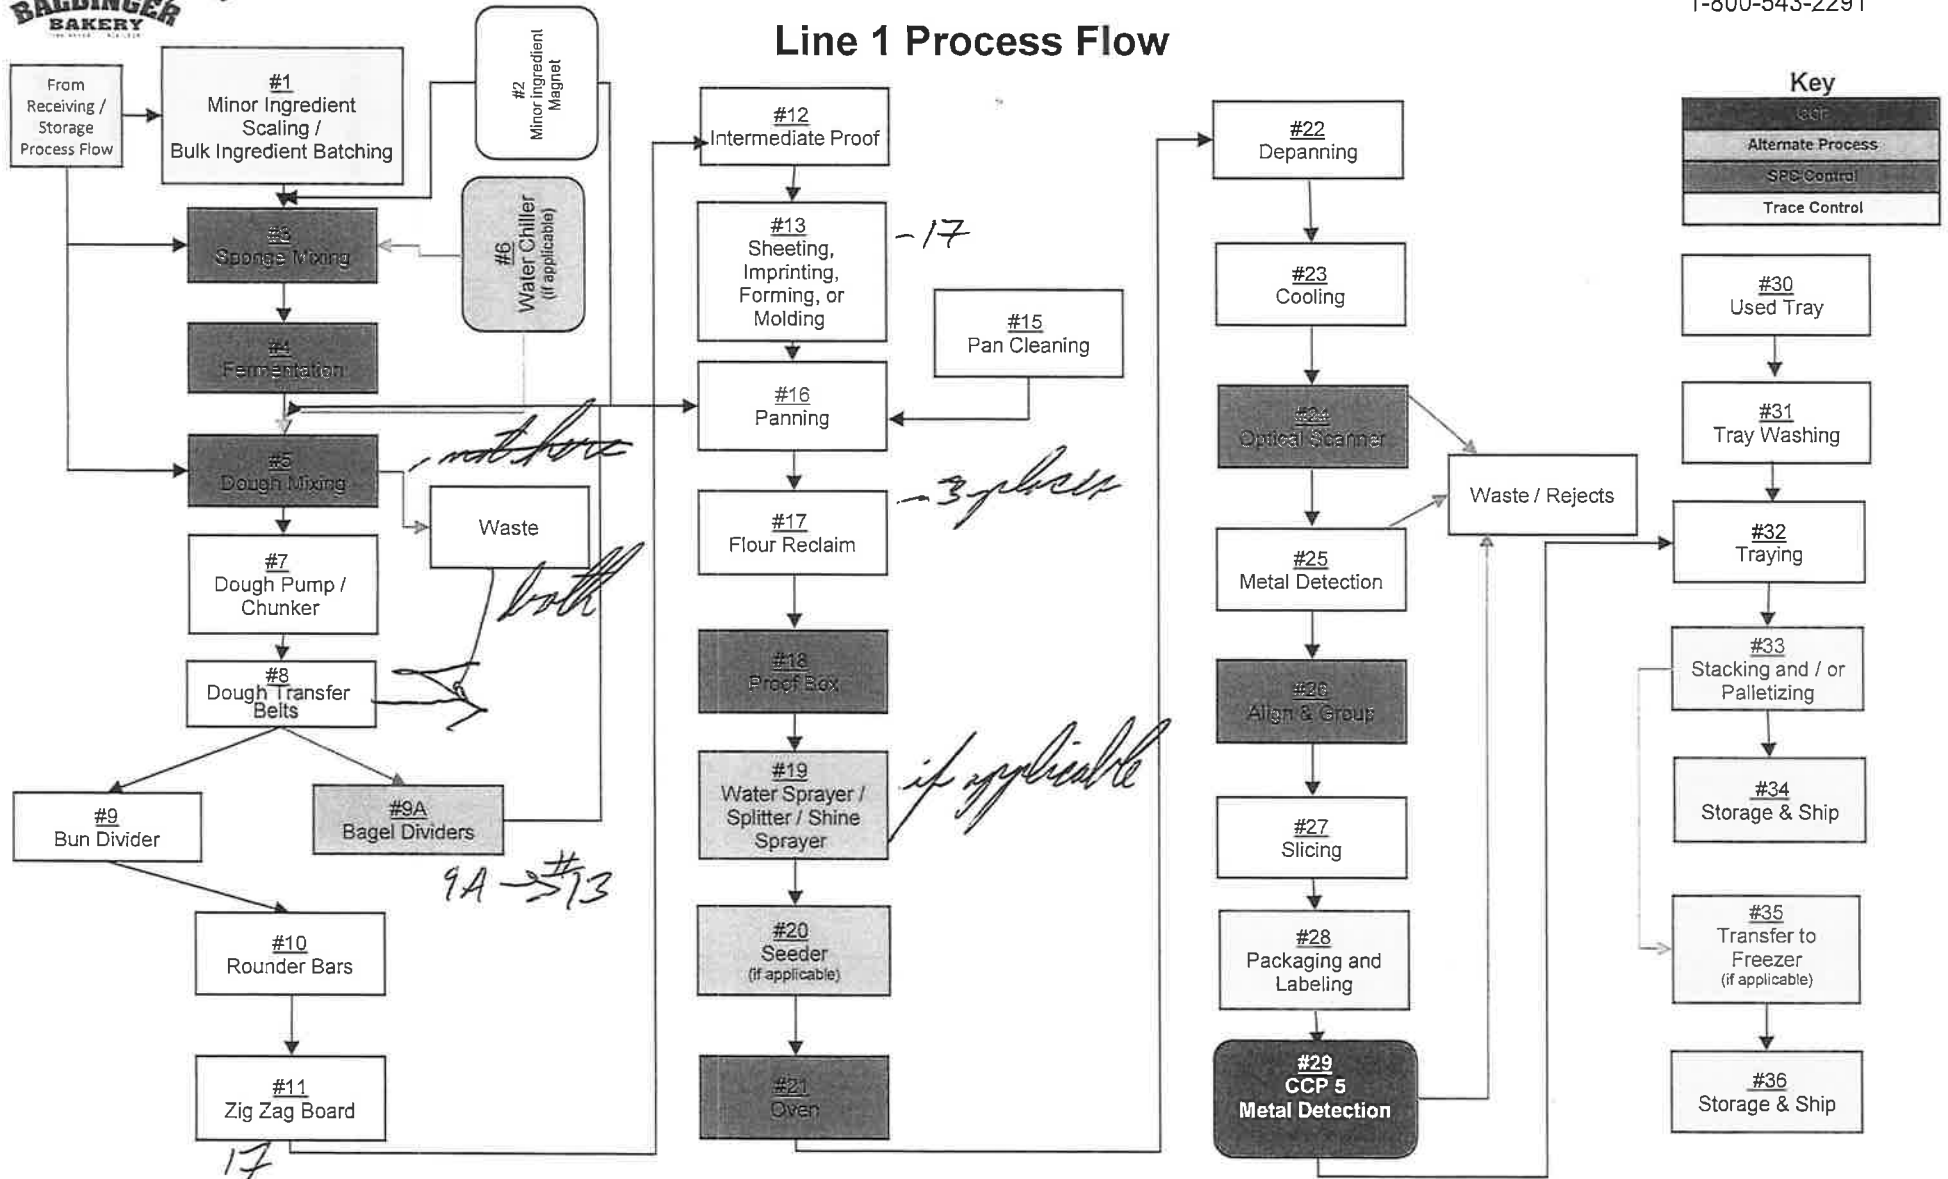 BALDINGER
BAKERY
1-800-543-2291
Line 1 Process Flow
From
Receiving /
Storage
Process Flow
#1
Minor Ingredient
Scaling /
Bulk Ingredient Batching
#2
Minor ingredient
Magnet
#3
Sponge Mixing
#4
Fermentation
#5
Dough Mixing
#6
Water Chiller
(if applicable)
- not here
Waste
both
#7
Dough Pump /
Chunker
#8
Dough Transfer
Belts
#9
Bun Divider
#9A
Bagel Dividers
9A → #13
#10
Rounder Bars
#11
Zig Zag Board
17
#12
Intermediate Proof
#13
Sheeting,
Imprinting,
Forming, or
Molding
- 17
#15
Pan Cleaning
#16
Panning
#17
Flour Reclaim
- 3 places
#18
Proof Box
#19
Water Sprayer /
Splitter / Shine
Sprayer
if applicable
#20
Seeder
(if applicable)
#21
Oven
#22
Depanning
#23
Cooling
#24
Optical Scanner
Waste / Rejects
#25
Metal Detection
#26
Align & Group
#27
Slicing
#28
Packaging and
Labeling
#29
CCP 5
Metal Detection
Key
CCP
Alternate Process
SPC Control
Trace Control
#30
Used Tray
#31
Tray Washing
#32
Traying
#33
Stacking and / or
Palletizing
#34
Storage & Ship
#35
Transfer to
Freezer
(if applicable)
#36
Storage & Ship